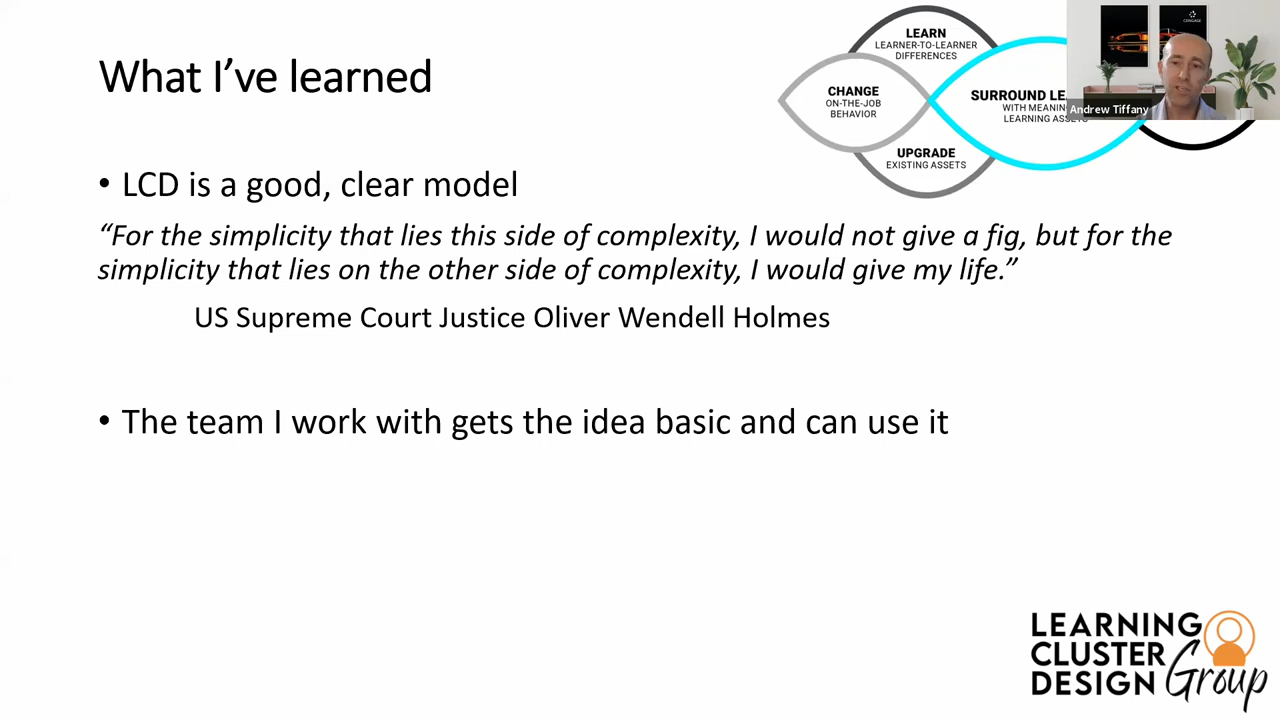 What I've learned
LEARN
LEARNER-TO-LEARNER
DIFFERENCES
CHANGE
ON-THE-JOB
BEHAVIOR
SURROUND
WITH
LEARNING ASSETS
UPGRADE
EXISTING ASSETS
CENGAGE
Andrew Tiffany
• LCD is a good, clear model
“For the simplicity that lies this side of complexity, I would not give a fig, but for the
simplicity that lies on the other side of complexity, I would give my life.”
US Supreme Court Justice Oliver Wendell Holmes
• The team I work with gets the idea basic and can use it
LEARNING
CLUSTER
DESIGN Group